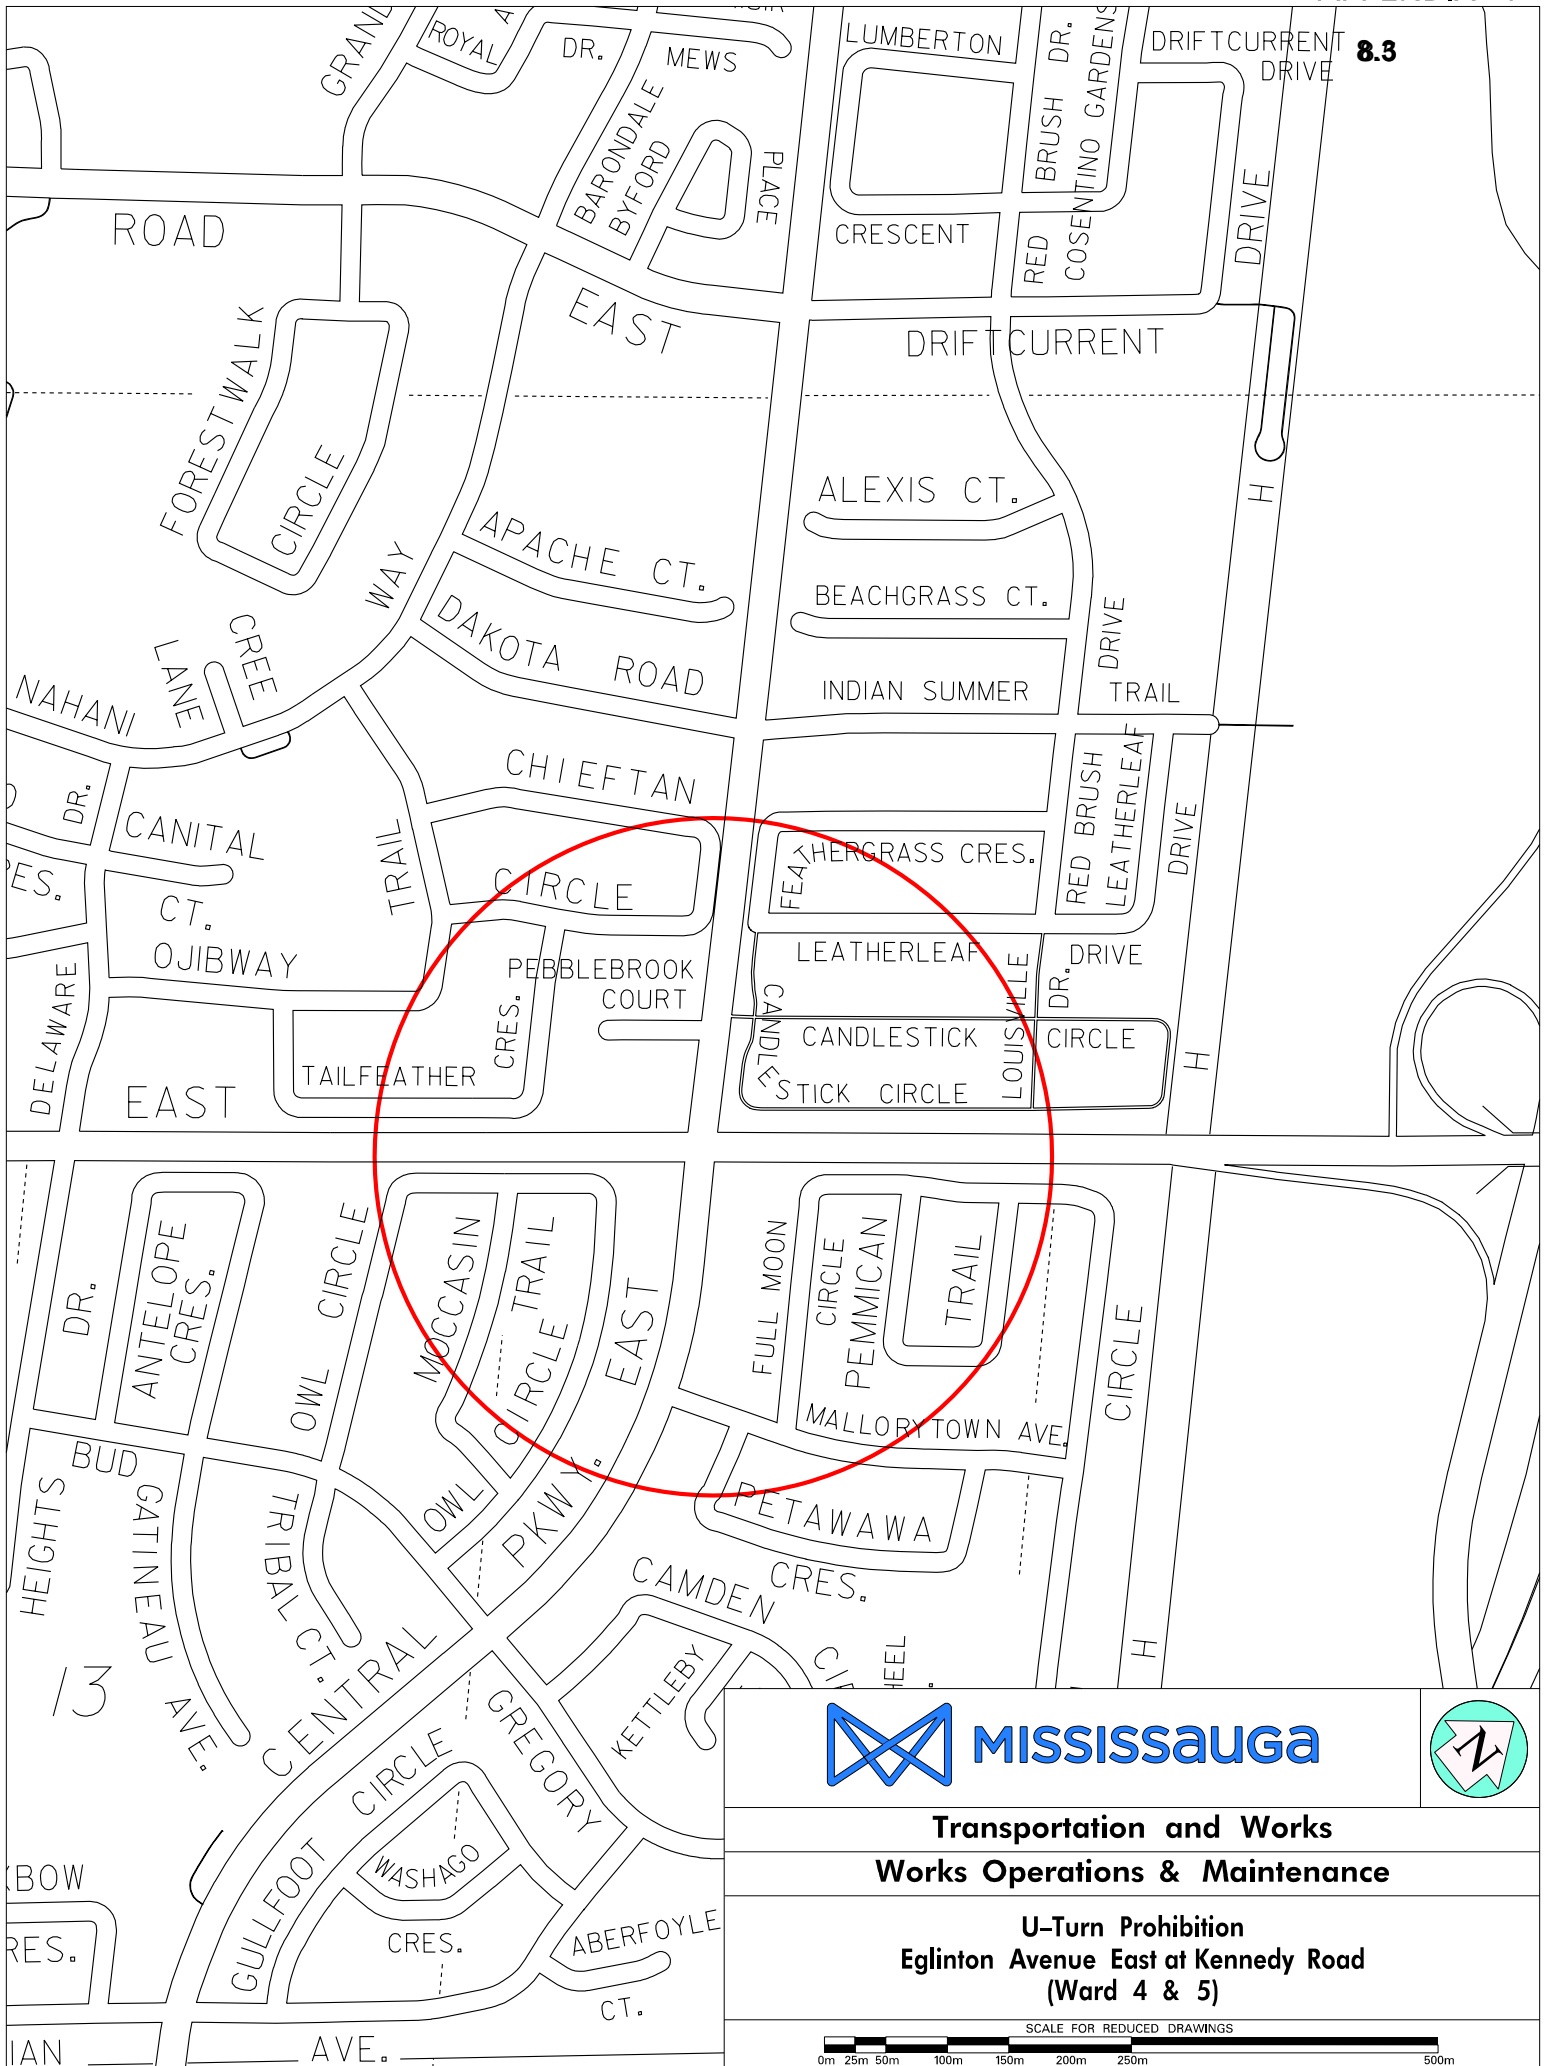 8.3
GRAND
ROYAL
DR.
MEWS
LUMBERTON
BRUSH DR.
COSENTINO GARDENS
DRIFTCURRENT
DRIVE
BARONDALE
BYFORD
PLACE
ROAD
CRESCENT
RED
DRIVE
EAST
DRIFTCURRENT
FORESTWALK
CIRCLE
ALEXIS CT.
H
APACHE CT.
WAY
BEACHGRASS CT.
DAKOTA ROAD
DRIVE
CREE
LANE
NAHANI
INDIAN SUMMER
TRAIL
CHIEFTAN
RED BRUSH
LEATHERLEAF
DRIVE
DR.
CANITAL
CT.
TRAIL
CIRCLE
FEATHERGRASS CRES.
OJIBWAY
PEBBLEBROOK
COURT
LEATHERLEAF
DRIVE
DELAWARE
CRES.
CANDLESTICK CIRCLE
LOUISVILLE
DR.
CANDLESTICK
CIRCLE
TAILFEATHER
EAST
H
DR.
ANTELOPE
CRES.
OWL CIRCLE
MOCCASIN
TRAIL
OWL CIRCLE
EAST
FULL MOON
CIRCLE
PEMMICAN
TRAIL
CIRCLE
MALLORYTOWN AVE.
BUD
HEIGHTS
GATINEAU AVE.
TRIBAL CT.
PKWY.
PETAWAWA
CRES.
CAMDEN
CENTRAL
KETTLEBY
H
13
GREGORY
GULLFOOT CIRCLE
WASHAGO
CRES.
ABERFOYLE
CT.
AVE.
MISSISSAUGA
N
Transportation and Works
Works Operations & Maintenance
U-Turn Prohibition
Eglinton Avenue East at Kennedy Road
(Ward 4 & 5)
SCALE FOR REDUCED DRAWINGS
0m 25m 50m 100m 150m 200m 250m 500m